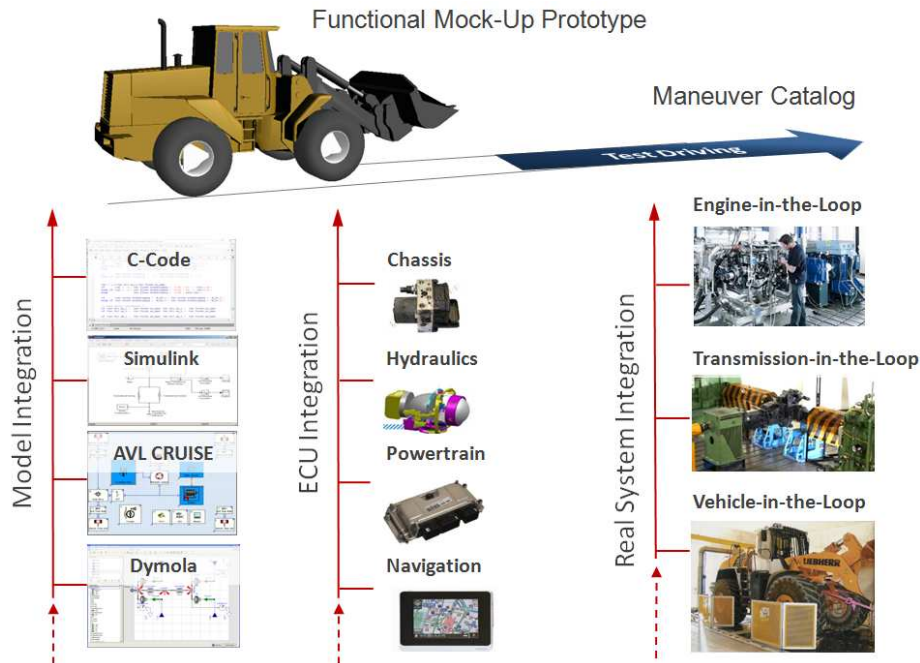 Functional Mock-Up Prototype
Maneuver Catalog
Test Driving
Model Integration
C-Code
Simulink
AVL CRUISE
Dymola
ECU Integration
Chassis
Hydraulics
Powertrain
Navigation
Real System Integration
Engine-in-the-Loop
Transmission-in-the-Loop
Vehicle-in-the-Loop
LIEBHERR